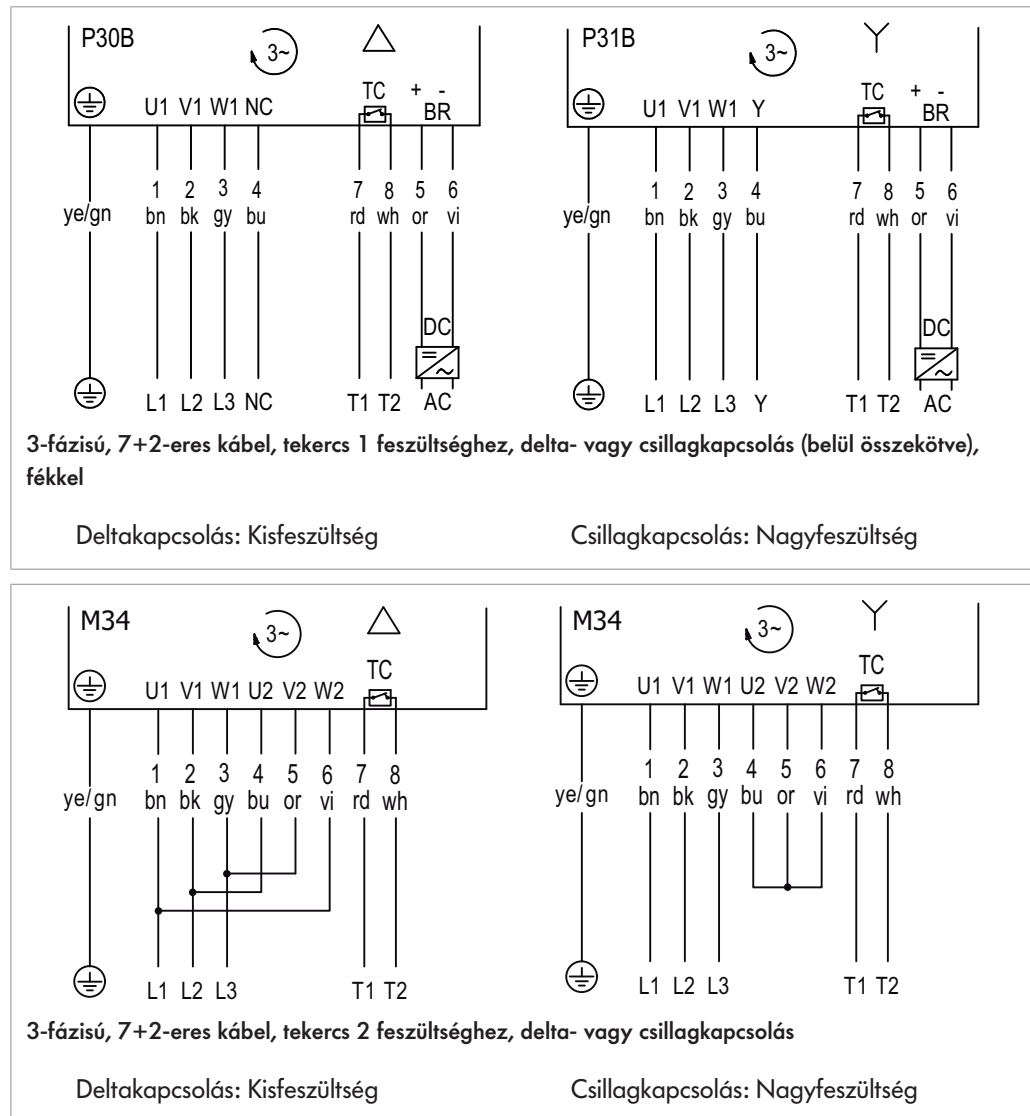 P30B
3~
U1 V1 W1 NC
TC
+ -
BR
1 2 3 4 7 8 5 6
ye/gn bn bk gy bu rd wh or vi
DC
=
~
L1 L2 L3 NC T1 T2 AC
P31B
3~
U1 V1 W1 Y
TC
+ -
BR
1 2 3 4 7 8 5 6
ye/gn bn bk gy bu rd wh or vi
DC
=
~
L1 L2 L3 Y T1 T2 AC
3-fázisú, 7+2-eres kábel, tekercs 1 feszültséghez, delta- vagy csillagkapcsolás (belül összekötve),
fékkel
Deltakapcsolás: Kisfeszültség
Csillagkapcsolás: Nagyfeszültség
M34
3~
TC
U1 V1 W1 U2 V2 W2
1 2 3 4 5 6 7 8
ye/gn bn bk gy bu or vi rd wh
L1 L2 L3 T1 T2
M34
3~
TC
U1 V1 W1 U2 V2 W2
1 2 3 4 5 6 7 8
ye/gn bn bk gy bu or vi rd wh
L1 L2 L3 T1 T2
3-fázisú, 7+2-eres kábel, tekercs 2 feszültséghez, delta- vagy csillagkapcsolás
Deltakapcsolás: Kisfeszültség
Csillagkapcsolás: Nagyfeszültség